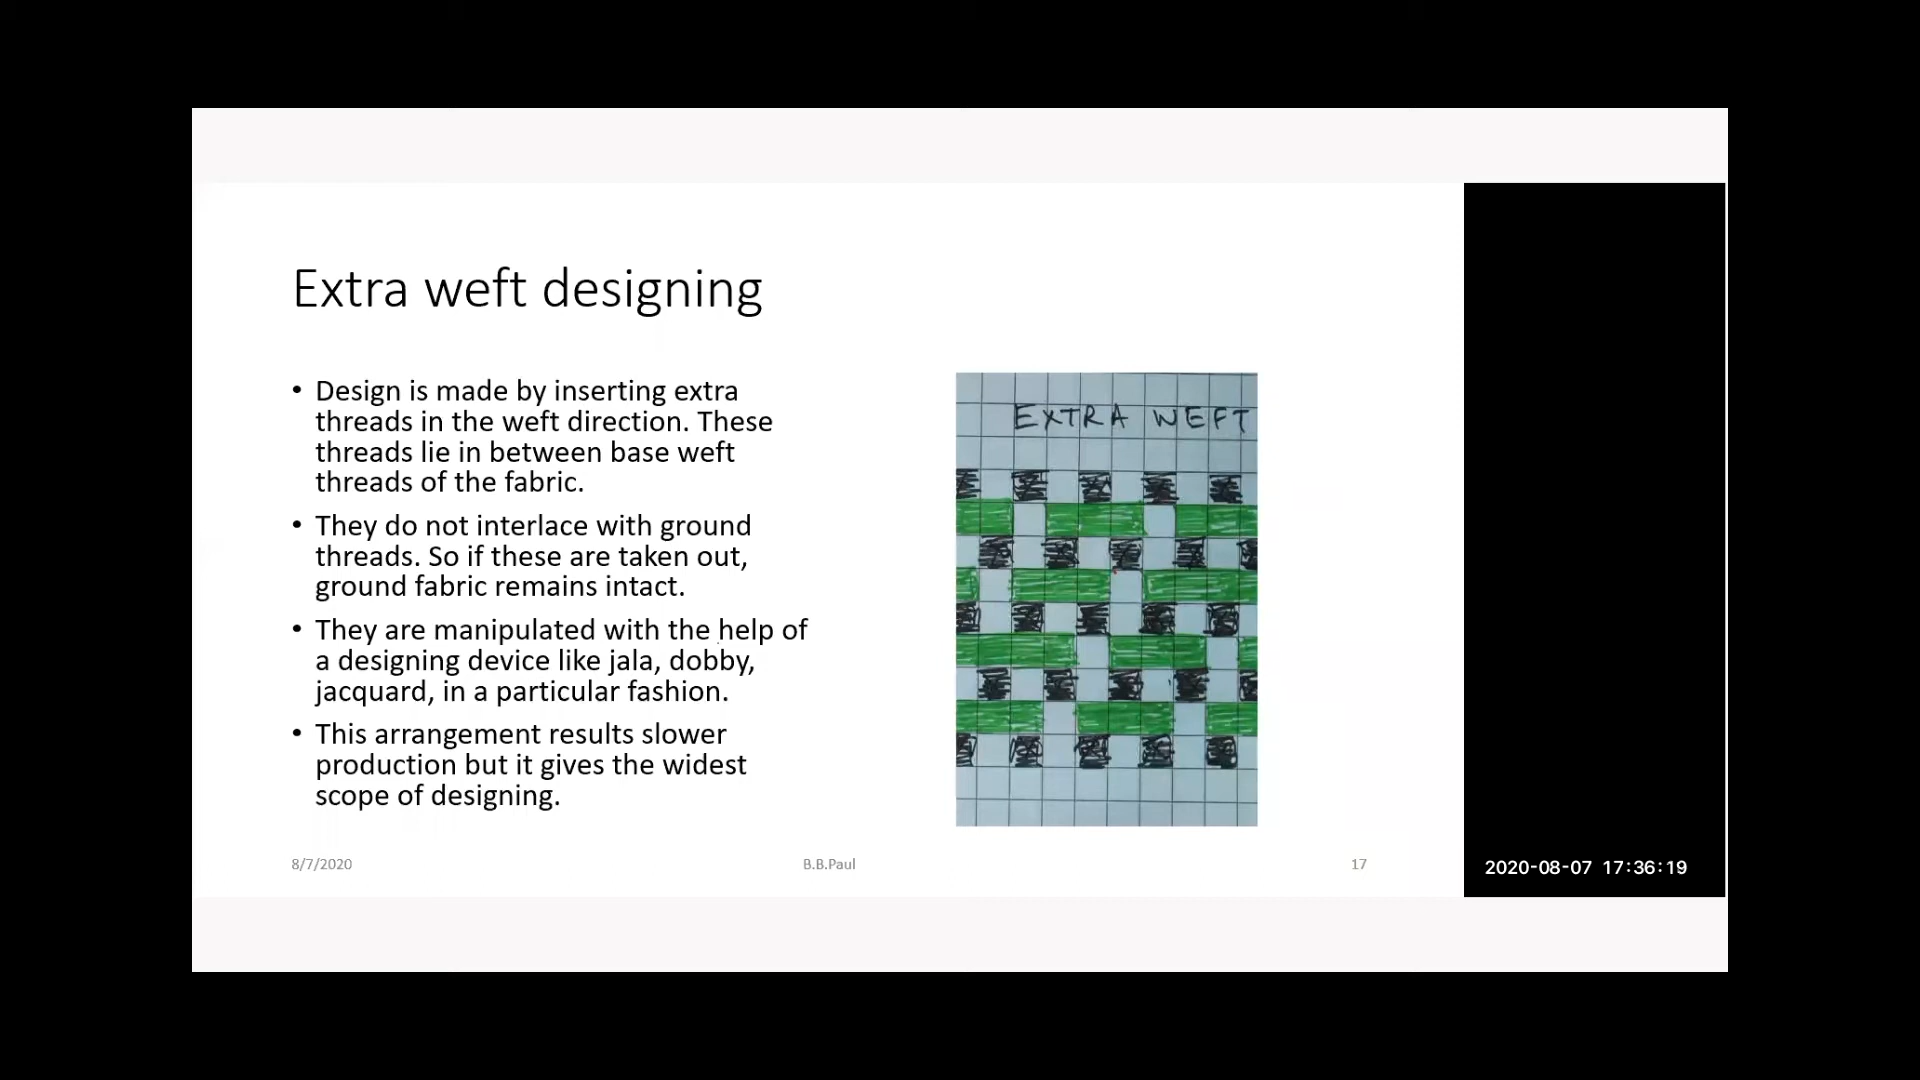 Extra weft designing
• Design is made by inserting extra
threads in the weft direction. These
threads lie in between base weft
threads of the fabric.
• They do not interlace with ground
threads. So if these are taken out,
ground fabric remains intact.
• They are manipulated with the help of
a designing device like jala, dobby,
jacquard, in a particular fashion.
• This arrangement results slower
production but it gives the widest
scope of designing.
EXTRA WEFT
8/7/2020
B.B.Paul
17
2020-08-07 17:36:19